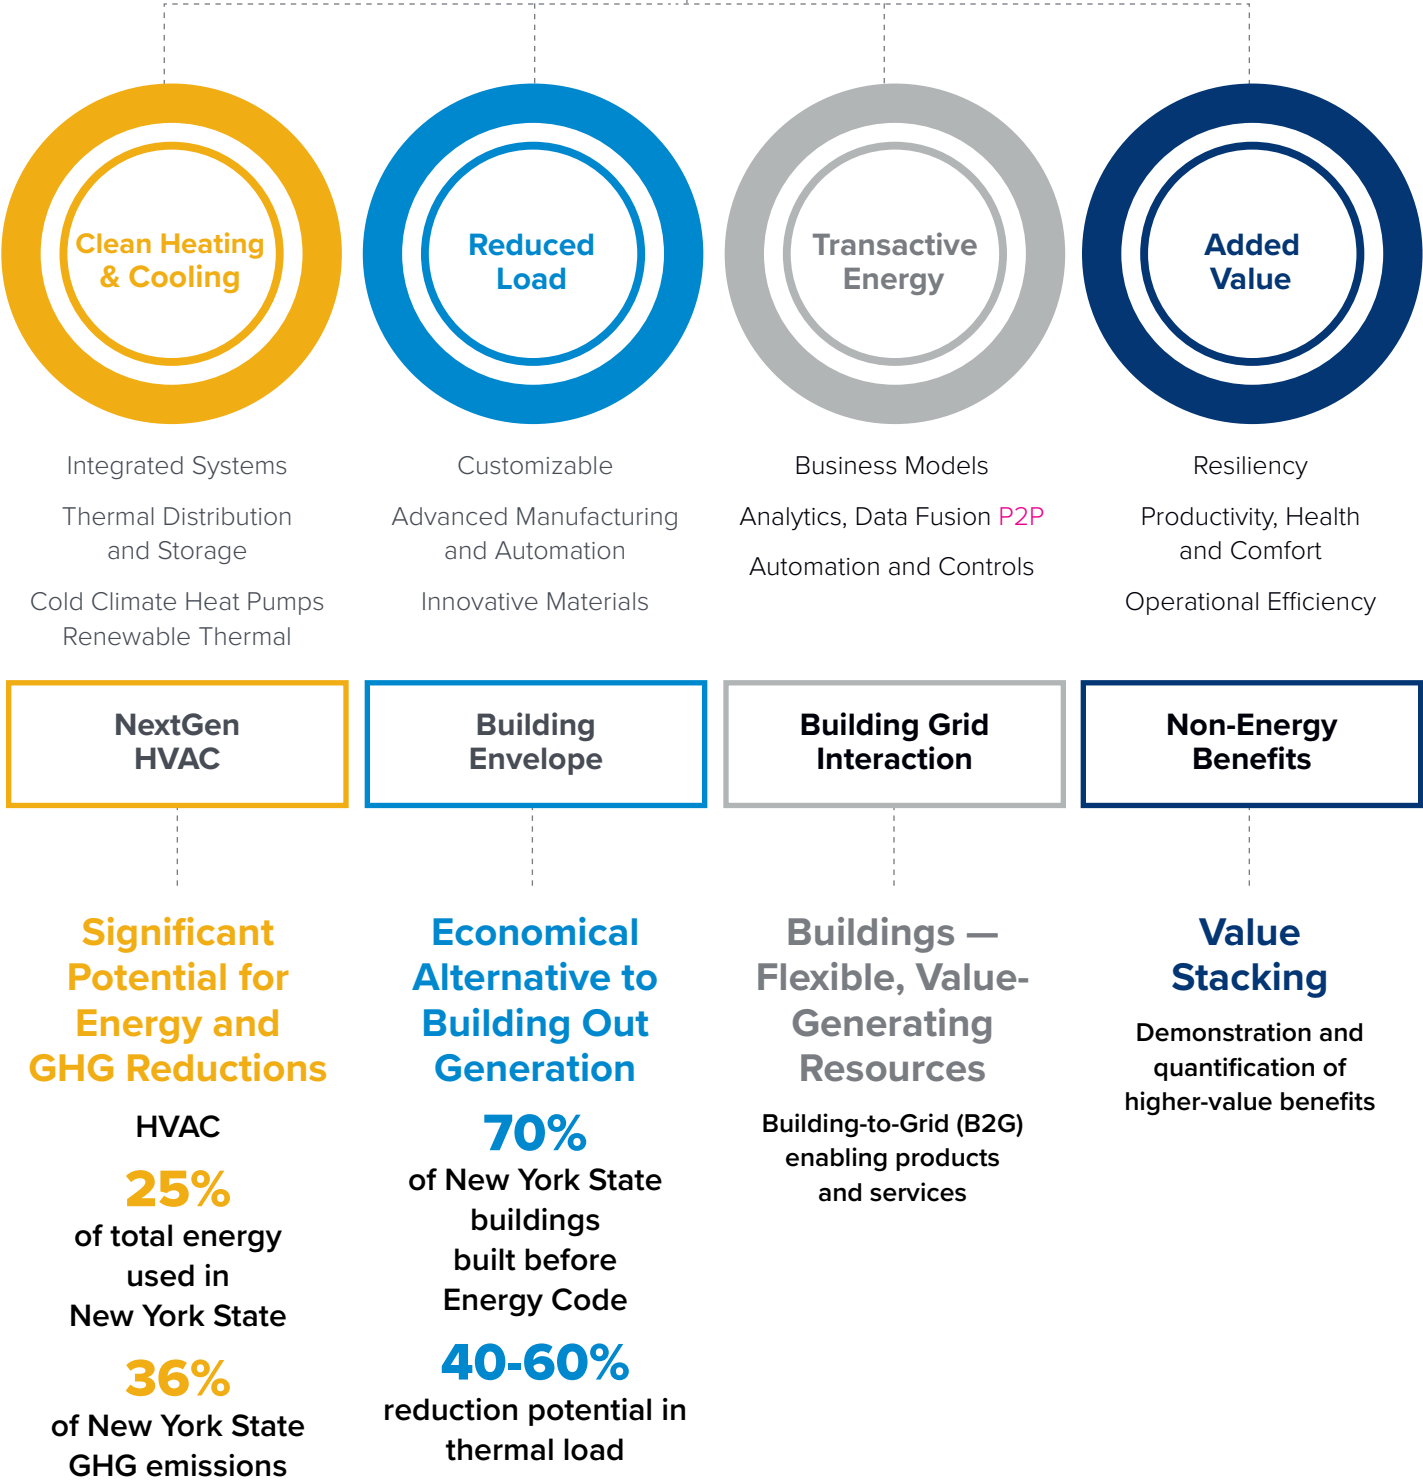 Clean Heating
& Cooling
Reduced
Load
Transactive
Energy
Added
Value
Integrated Systems
Thermal Distribution
and Storage
Cold Climate Heat Pumps
Renewable Thermal
Customizable
Advanced Manufacturing
and Automation
Innovative Materials
Business Models
Analytics, Data Fusion P2P
Automation and Controls
Resiliency
Productivity, Health
and Comfort
Operational Efficiency
NextGen
HVAC
Building
Envelope
Building Grid
Interaction
Non-Energy
Benefits
Significant
Potential for
Energy and
GHG Reductions
HVAC
25%
of total energy
used in
New York State
36%
of New York State
GHG emissions
Economical
Alternative to
Building Out
Generation
70%
of New York State
buildings
built before
Energy Code
40-60%
reduction potential in
thermal load
Buildings —
Flexible, Value-
Generating
Resources
Building-to-Grid (B2G)
enabling products
and services
Value
Stacking
Demonstration and
quantification of
higher-value benefits